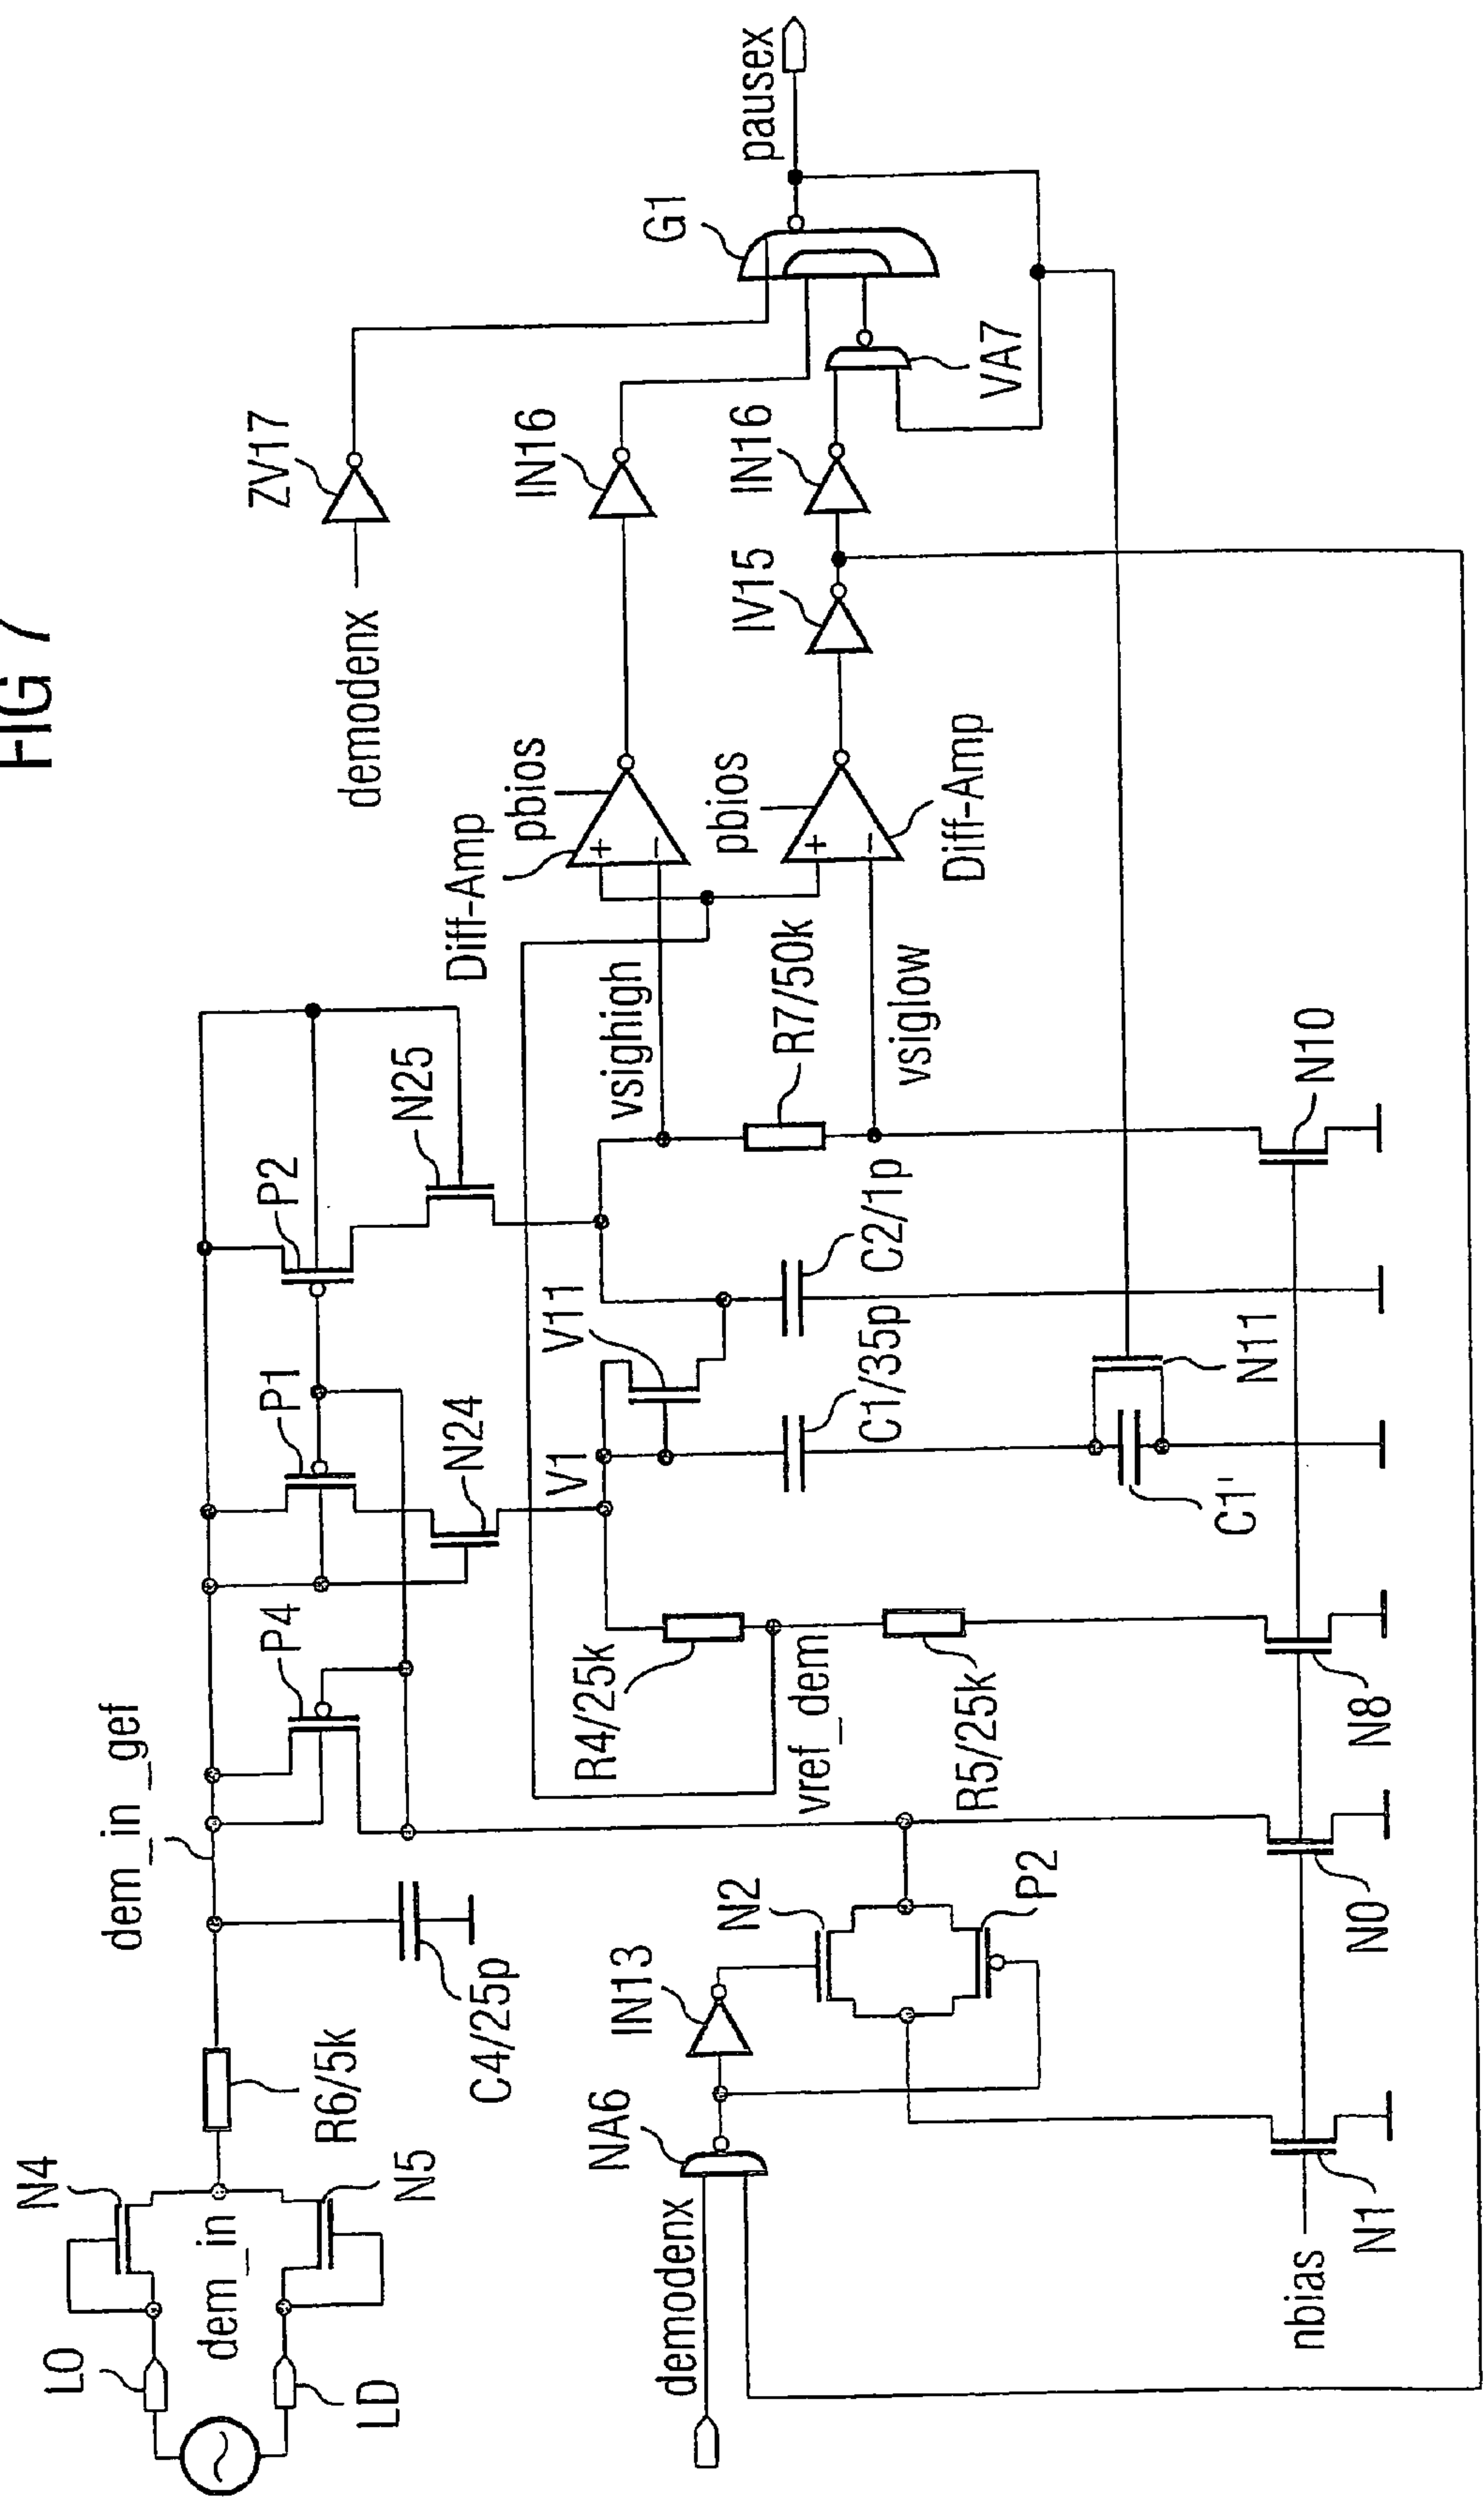 FIG 7
LO
LD
N4
N5
dem_in
R6/5k
dem_in_gef
C4/25p
P4
P1
P2
N24
N25
V1
V11
R4/25k
vref_dem
R5/25k
C1/35p
C2/1p
C1'
N11
vsighigh
R7/50k
vsiglow
Diff-Amp
pbios
pbios
Diff-Amp
demodenx
ZV17
IN16
IV15
IN16
VA7
G1
pausex
demodenx
NA6
IN13
N2
P2
nbias
N1
N0
N8
N10